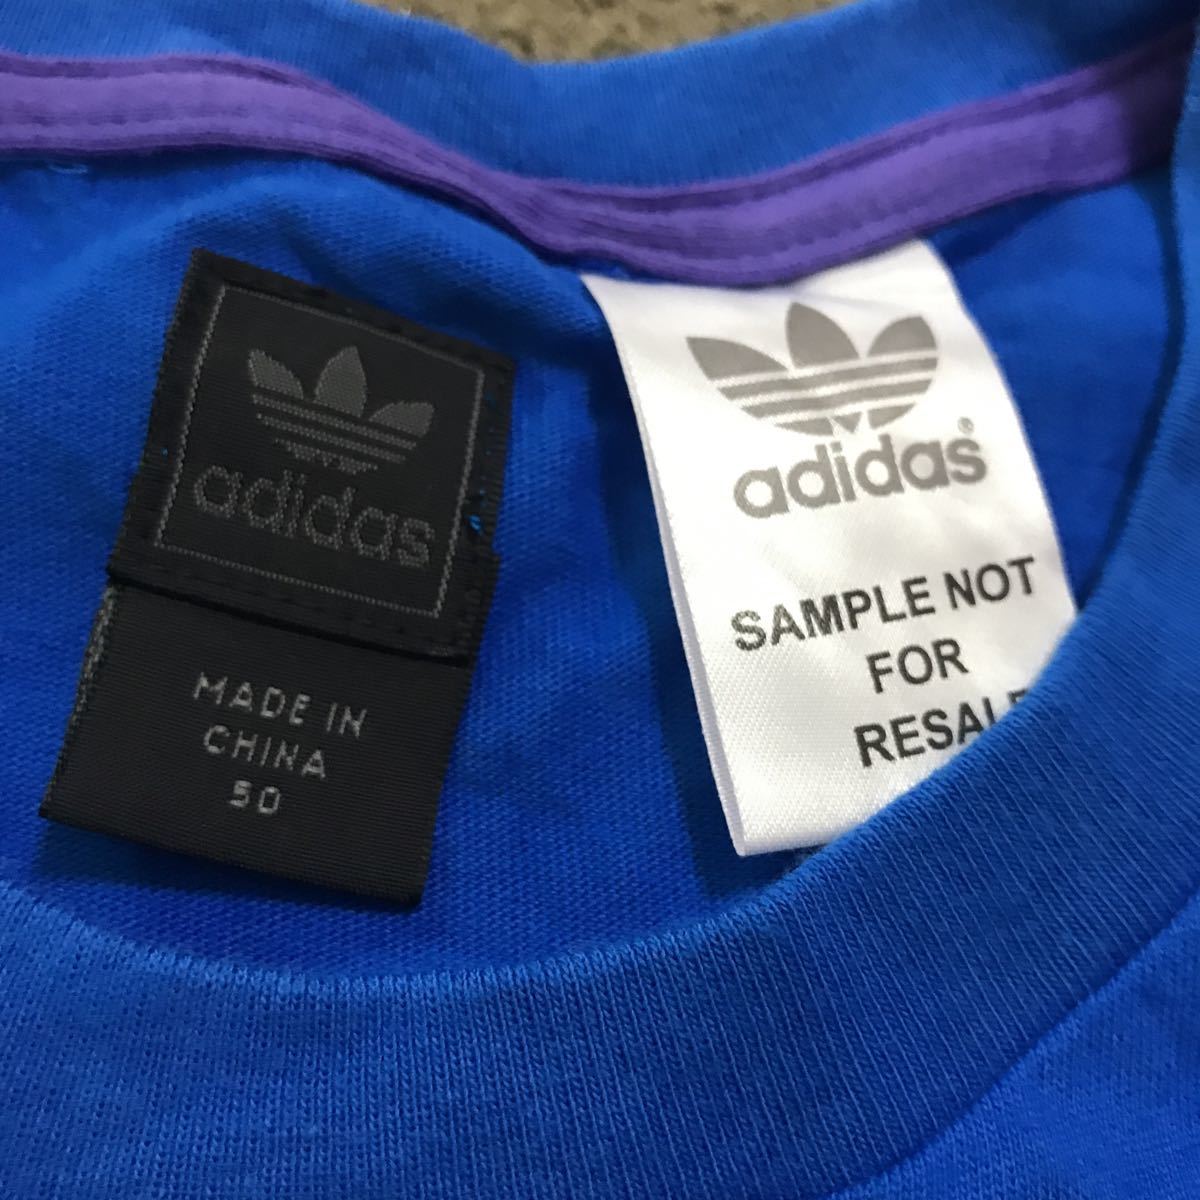 adidas
MADE IN
CHINA
50
adidas®
SAMPLE NOT
FOR
RESALE